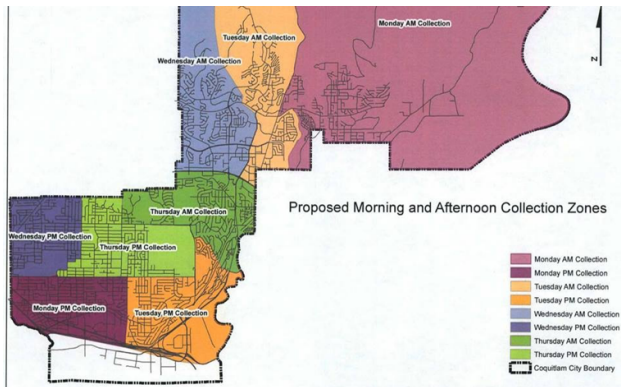 Monday AM Collection
Tuesday AM Collection
Wednesday AM Collection
N
Thursday AM Collection
Proposed Morning and Afternoon Collection Zones
Wednesday PM Collection
Thursday PM Collection
Monday PM Collection
Tuesday PM Collection
Monday AM Collection
Monday PM Collection
Tuesday AM Collection
Tuesday PM Collection
Wednesday AM Collection
Wednesday PM Collection
Thursday AM Collection
Thursday PM Collection
Coquitlam City Boundary